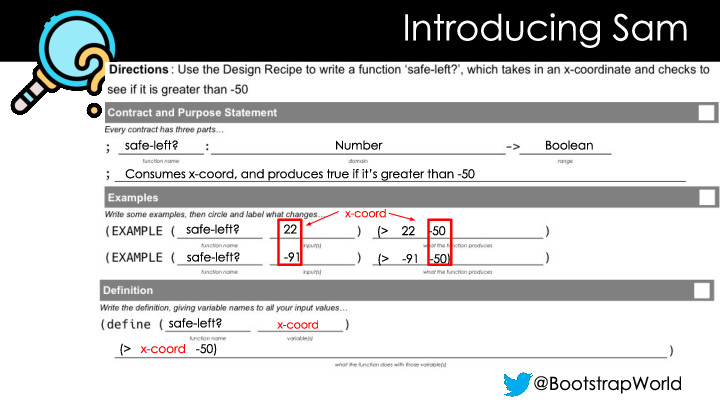 Introducing Sam
Directions: Use the Design Recipe to write a function ‘safe-left?’, which takes in an x-coordinate and checks to
see if it is greater than -50
Contract and Purpose Statement
Every contract has three parts…
; safe-left? : Number -> Boolean
function name domain range
; Consumes x-coord, and produces true if it’s greater than -50
Examples
Write some examples, then circle and label what changes…
x-coord
(EXAMPLE ( safe-left? 22 ) (> 22 -50 )
function name input(s) what the function produces
(EXAMPLE ( safe-left? -91 ) (> -91 -50) )
function name input(s) what the function produces
Definition
Write the definition, giving variable names to all your input values…
(define ( safe-left? x-coord )
function name variable(s)
(> x-coord -50) )
what the function does with those variable(s)
@BootstrapWorld